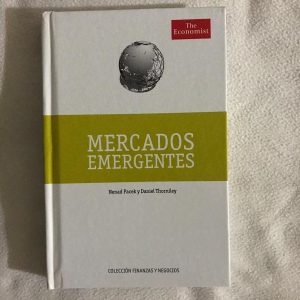 The
Economist
MERCADOS
EMERGENTES
Nenad Pacek y Daniel Thorniley
COLECCIÓN FINANZAS Y NEGOCIOS